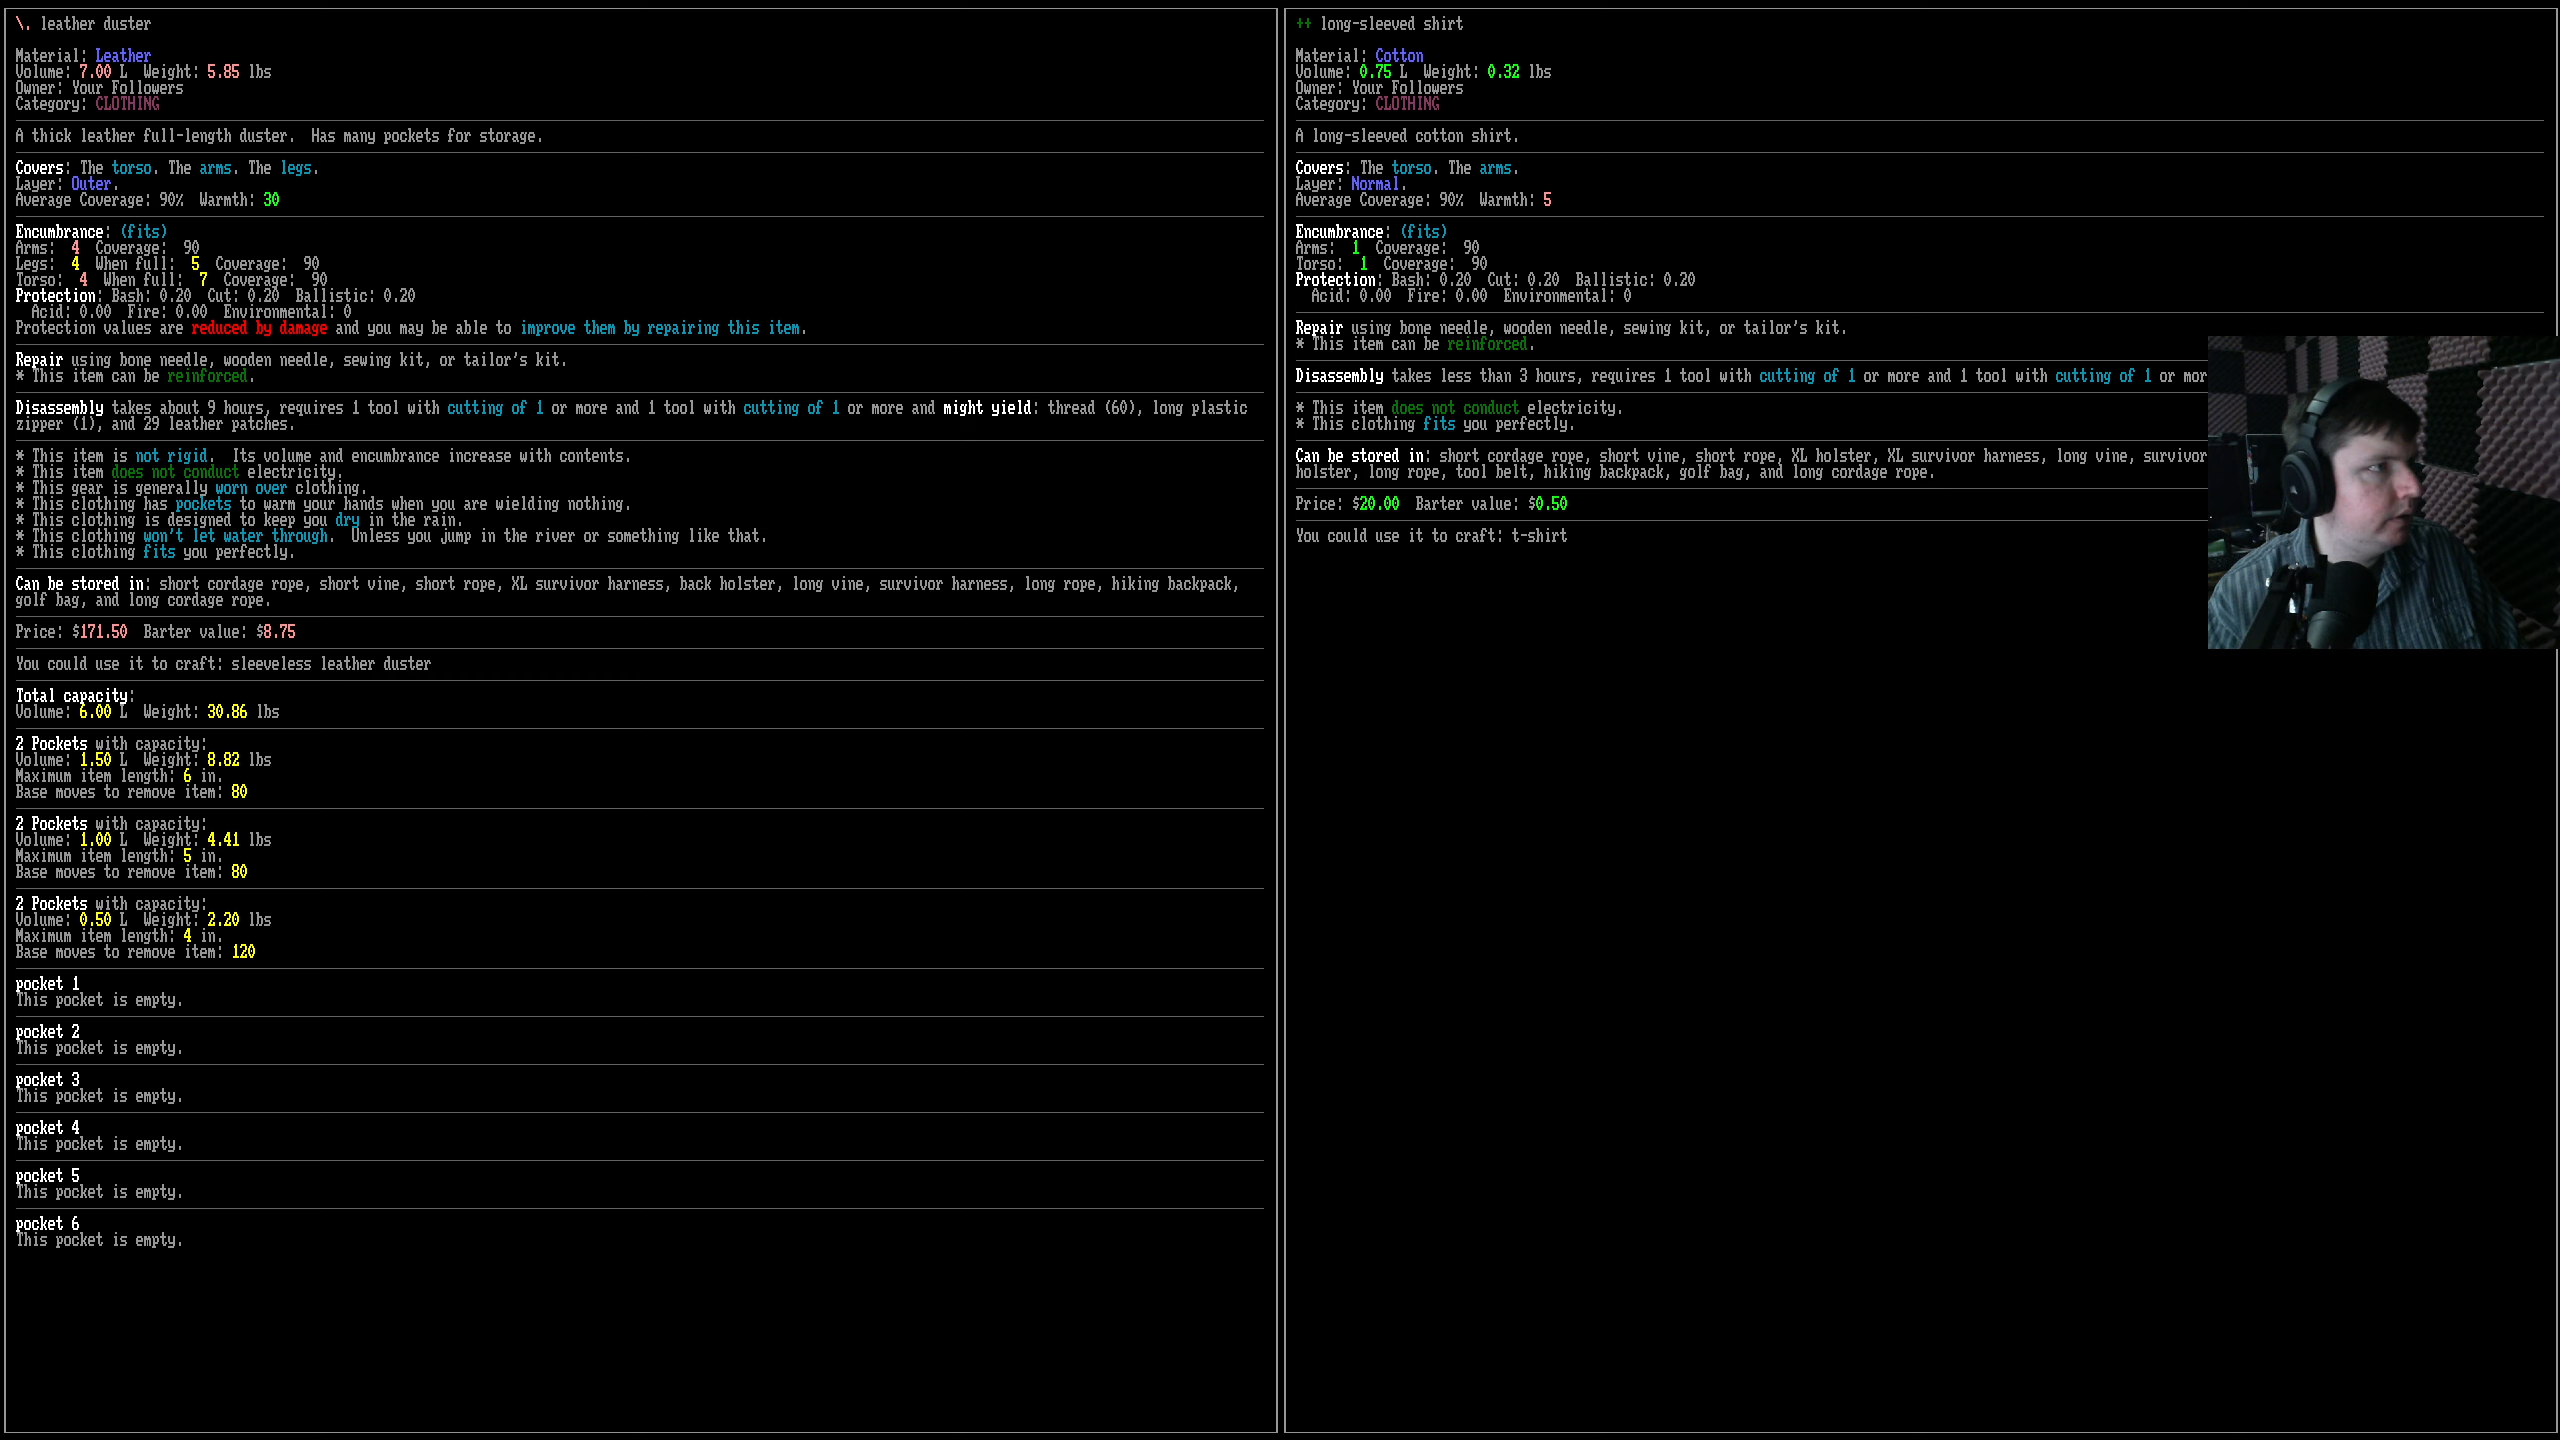 \. leather duster
Material: Leather
Volume: 7.00 L  Weight: 5.85 lbs
Owner: Your Followers
Category: CLOTHING
A thick leather full-length duster.  Has many pockets for storage.
Covers: The torso. The arms. The legs.
Layer: Outer.
Average Coverage: 90%  Warmth: 30
Encumbrance: (fits)
Arms:  4  Coverage:  90
Legs:  4  When full:  5  Coverage:  90
Torso:  4  When full:  7  Coverage:  90
Protection: Bash: 0.20  Cut: 0.20  Ballistic: 0.20
Acid: 0.00  Fire: 0.00  Environmental: 0
Protection values are reduced by damage and you may be able to improve them by repairing this item.
Repair using bone needle, wooden needle, sewing kit, or tailor's kit.
* This item can be reinforced.
Disassembly takes about 9 hours, requires 1 tool with cutting of 1 or more and 1 tool with cutting of 1 or more and might yield: thread (60), long plastic
zipper (1), and 29 leather patches.
* This item is not rigid.  Its volume and encumbrance increase with contents.
* This item does not conduct electricity.
* This gear is generally worn over clothing.
* This clothing has pockets to warm your hands when you are wielding nothing.
* This clothing is designed to keep you dry in the rain.
* This clothing won't let water through.  Unless you jump in the river or something like that.
* This clothing fits you perfectly.
Can be stored in: short cordage rope, short vine, short rope, XL survivor harness, back holster, long vine, survivor harness, long rope, hiking backpack,
golf bag, and long cordage rope.
Price: $171.50  Barter value: $8.75
You could use it to craft: sleeveless leather duster
Total capacity:
Volume: 6.00 L  Weight: 30.86 lbs
2 Pockets with capacity:
Volume: 1.50 L  Weight: 8.82 lbs
Maximum item length: 6 in.
Base moves to remove item: 80
2 Pockets with capacity:
Volume: 1.00 L  Weight: 4.41 lbs
Maximum item length: 5 in.
Base moves to remove item: 80
2 Pockets with capacity:
Volume: 0.50 L  Weight: 2.20 lbs
Maximum item length: 4 in.
Base moves to remove item: 120
pocket 1
This pocket is empty.
pocket 2
This pocket is empty.
pocket 3
This pocket is empty.
pocket 4
This pocket is empty.
pocket 5
This pocket is empty.
pocket 6
This pocket is empty.
++ long-sleeved shirt
Material: Cotton
Volume: 0.75 L  Weight: 0.32 lbs
Owner: Your Followers
Category: CLOTHING
A long-sleeved cotton shirt.
Covers: The torso. The arms.
Layer: Normal.
Average Coverage: 90%  Warmth: 5
Encumbrance: (fits)
Arms:  1  Coverage:  90
Torso:  1  Coverage:  90
Protection: Bash: 0.20  Cut: 0.20  Ballistic: 0.20
Acid: 0.00  Fire: 0.00  Environmental: 0
Repair using bone needle, wooden needle, sewing kit, or tailor's kit.
* This item can be reinforced.
Disassembly takes less than 3 hours, requires 1 tool with cutting of 1 or more and 1 tool with cutting of 1 or mor
* This item does not conduct electricity.
* This clothing fits you perfectly.
Can be stored in: short cordage rope, short vine, short rope, XL holster, XL survivor harness, long vine, survivor
holster, long rope, tool belt, hiking backpack, golf bag, and long cordage rope.
Price: $20.00  Barter value: $0.50
You could use it to craft: t-shirt